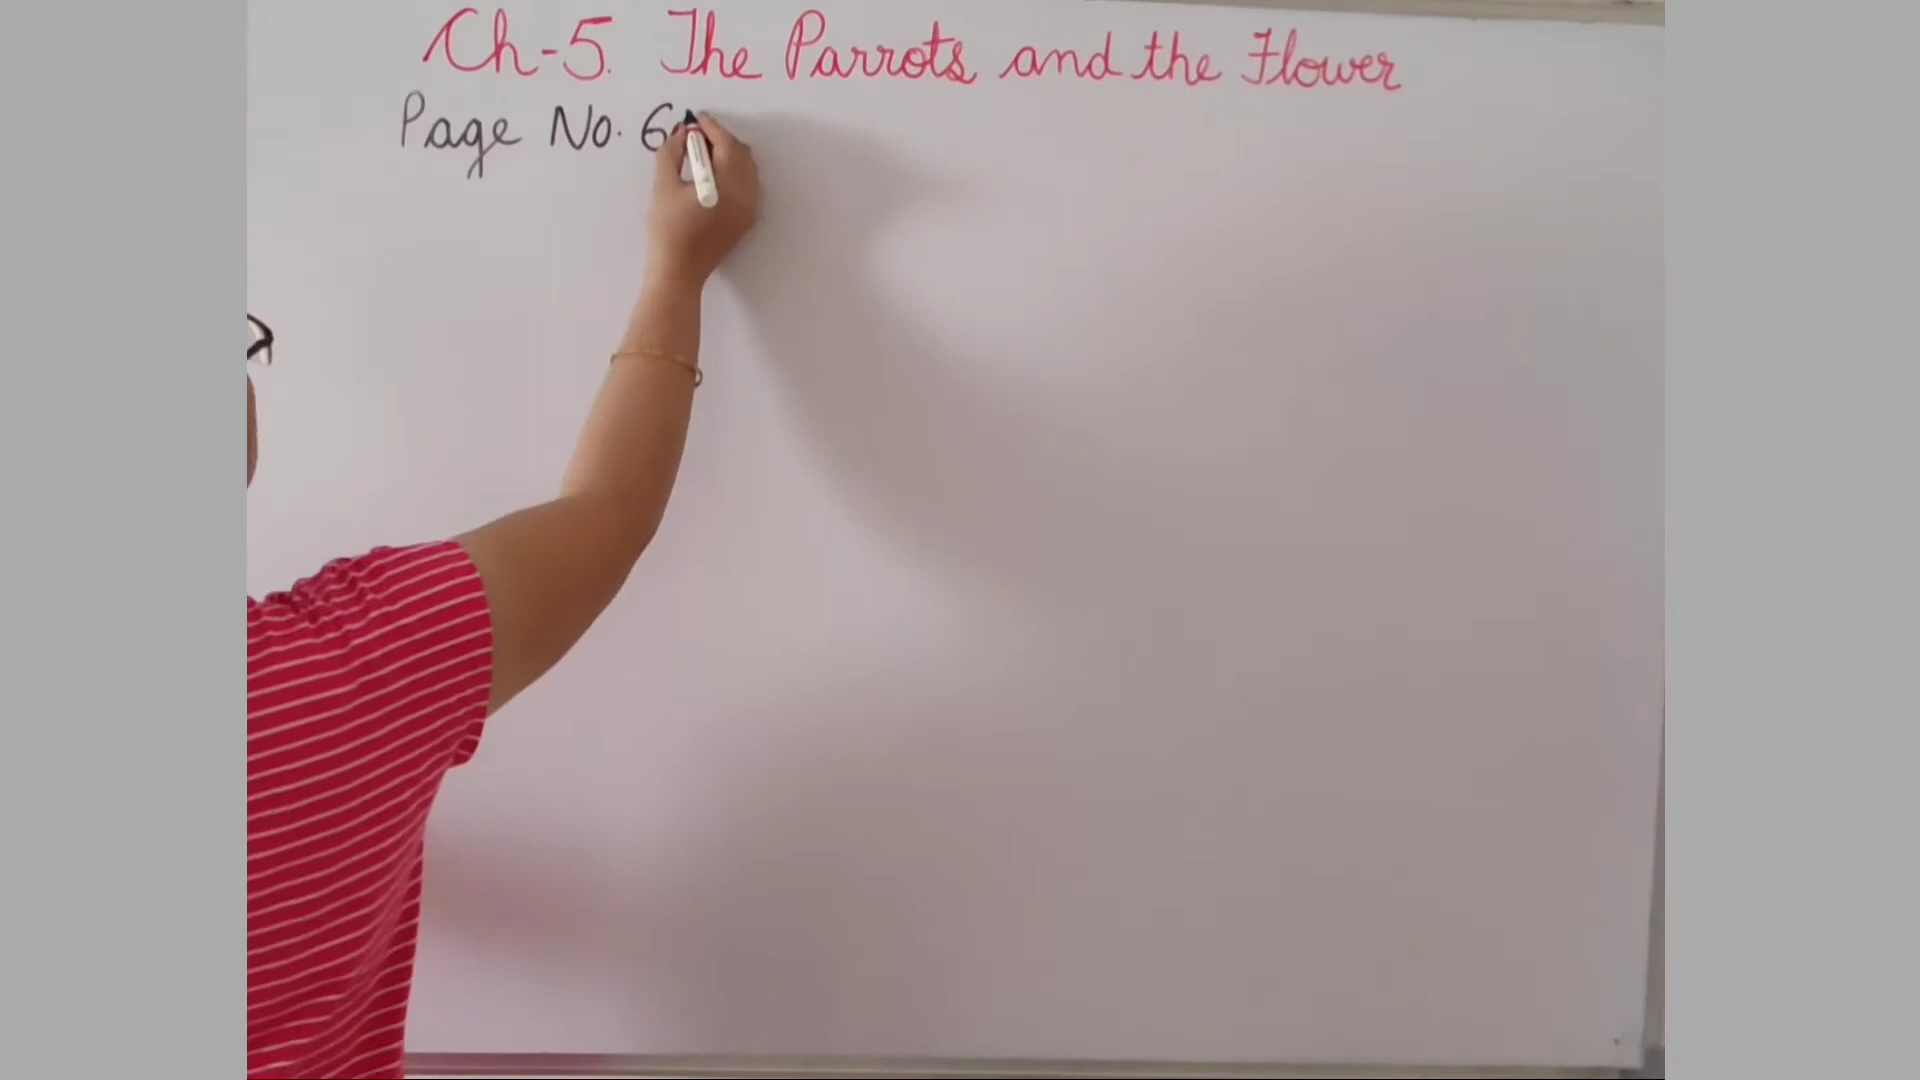 Ch-5. The Parrots and the Flower
Page No. 6